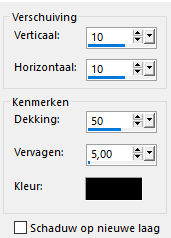 Verschuiving
Verticaal: 10
Horizontaal: 10
Kenmerken
Dekking: 50
Vervagen: 5,00
Kleur:
Schaduw op nieuwe laag